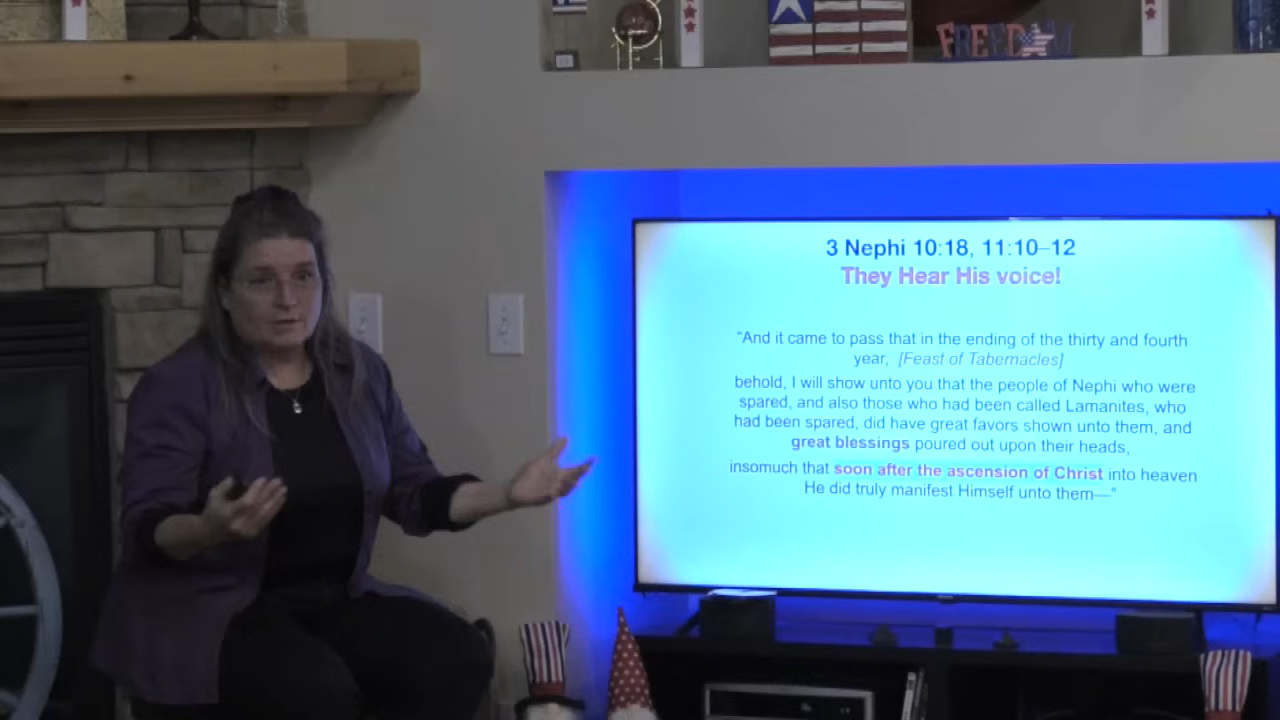 FREEDOM
3 Nephi 10:18, 11:10–12
They Hear His voice!
"And it came to pass that in the ending of the thirty and fourth
year, [Feast of Tabernacles]
behold, I will show unto you that the people of Nephi who were
spared, and also those who had been called Lamanites, who
had been spared, did have great favors shown unto them, and
great blessings poured out upon their heads,
insomuch that soon after the ascension of Christ into heaven
He did truly manifest Himself unto them—"